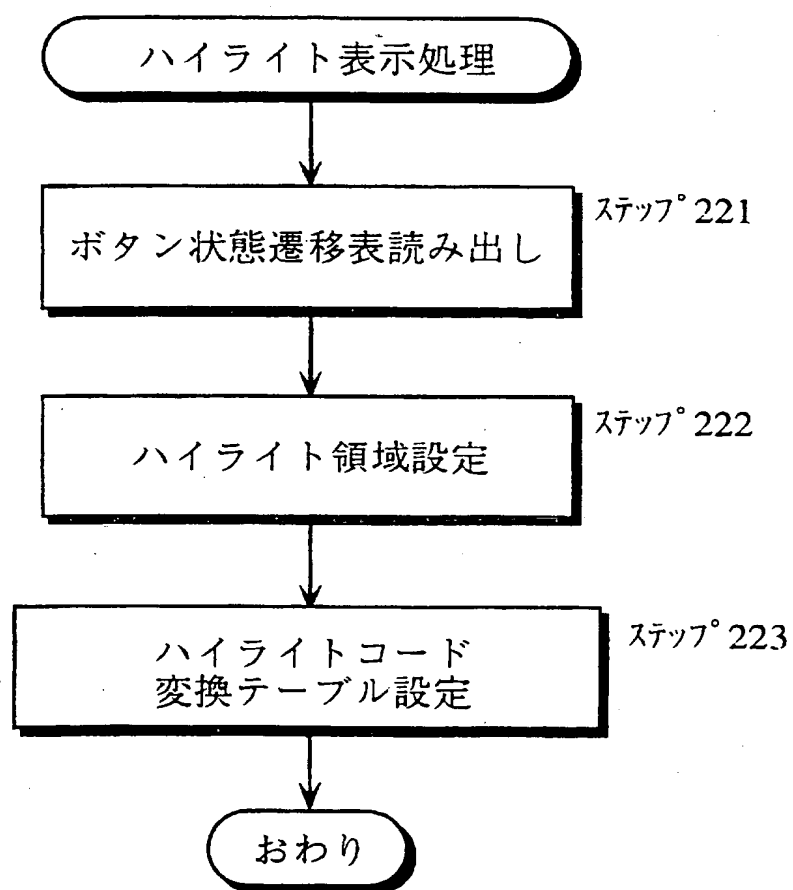 ハイライト表示処理
ボタン状態遷移表読み出し
ステップ221
ハイライト領域設定
ステップ222
ハイライトコード
変換テーブル設定
ステップ223
おわり